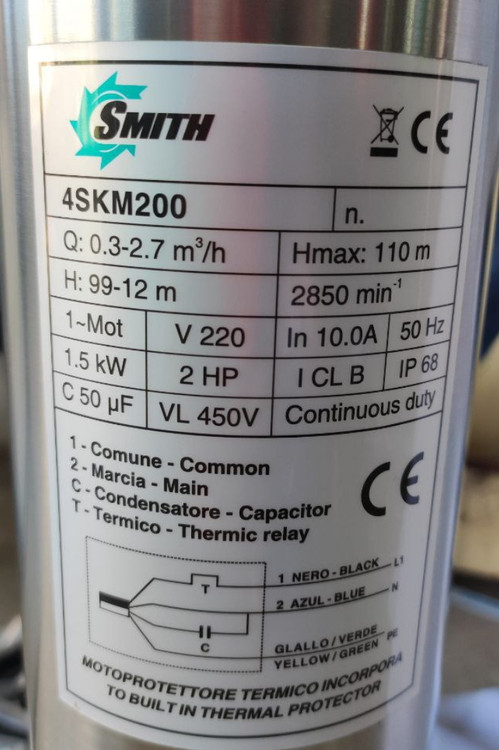 SMITH
CE
4SKM200 n.
Q: 0.3-2.7 m³/h Hmax: 110 m
H: 99-12 m 2850 min⁻¹
1~Mot V 220 In 10.0A 50 Hz
1.5 kW 2 HP I CL B IP 68
C 50 µF VL 450V Continuous duty
1 - Comune - Common
2 - Marcia - Main
C - Condensatore - Capacitor
T - Termico - Thermic relay
CE
T
1 NERO - BLACK L1
2 AZUL - BLUE N
C
GLALLO / VERDE PE
YELLOW / GREEN
MOTOPROTETTORE TERMICO INCORPORA
TO BUILT IN THERMAL PROTECTOR